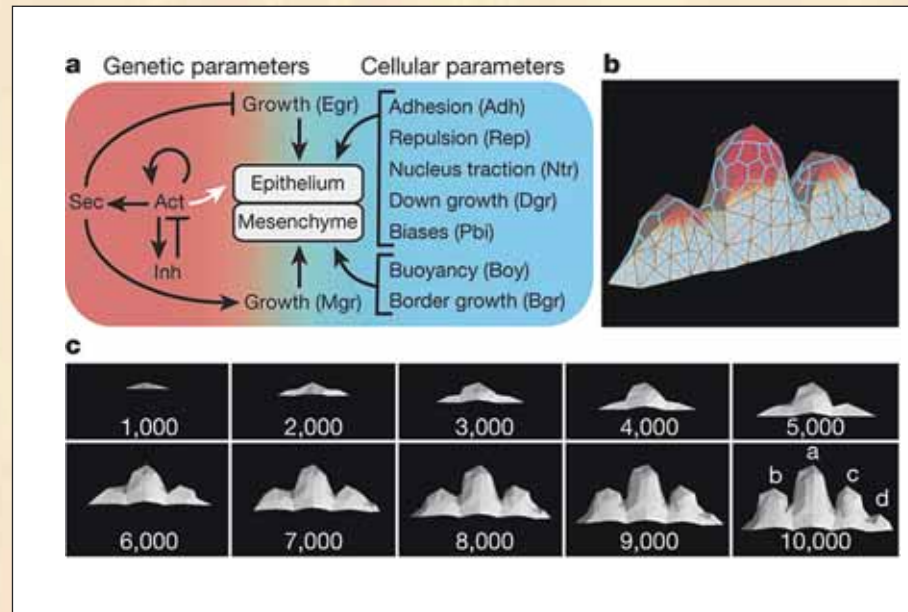 a Genetic parameters Cellular parameters
Growth (Egr)
Adhesion (Adh)
Repulsion (Rep)
Nucleus traction (Ntr)
Down growth (Dgr)
Biases (Pbi)
Sec
Act
Inh
Epithelium
Mesenchyme
Growth (Mgr)
Buoyancy (Boy)
Border growth (Bgr)
b
c
1,000
2,000
3,000
4,000
5,000
6,000
7,000
8,000
9,000
a
b
c
d
10,000